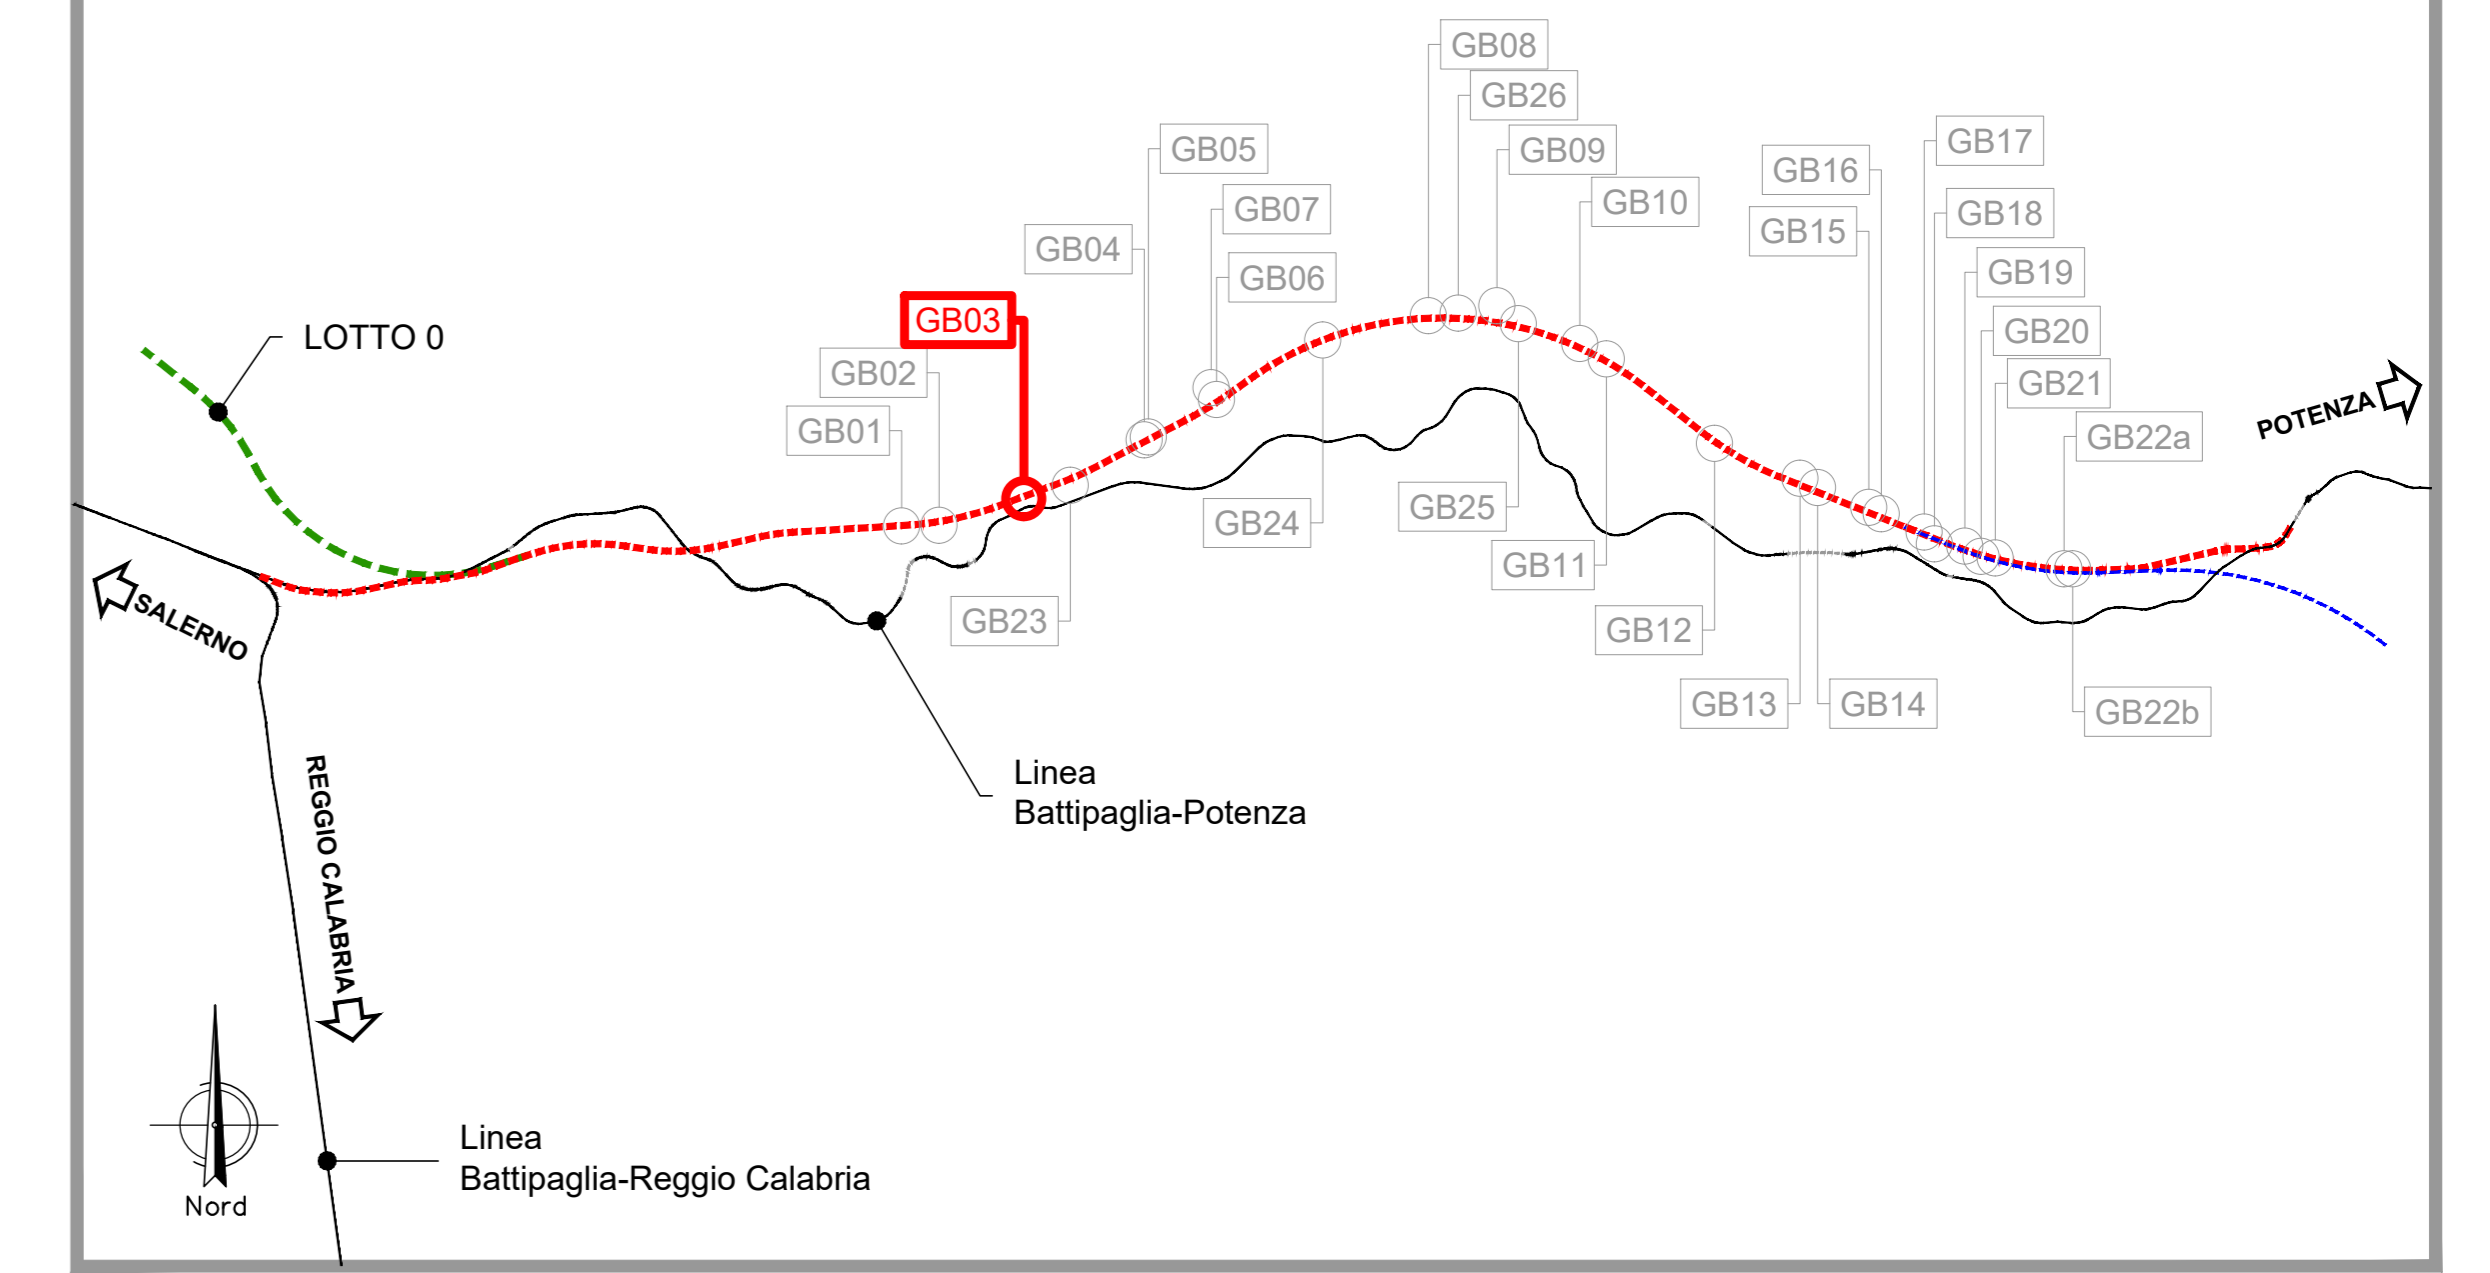 GB08
GB26
GB05
GB09
GB17
GB16
GB07
GB10
GB18
GB15
GB04
GB06
GB19
GB03
LOTTO 0
GB20
GB02
GB21
POTENZA
GB01
GB22a
GB24
GB25
GB11
SALERNO
GB23
GB12
GB13
GB14
GB22b
REGGIO CALABRIA
Linea
Battipaglia-Potenza
Linea
Battipaglia-Reggio Calabria
Nord